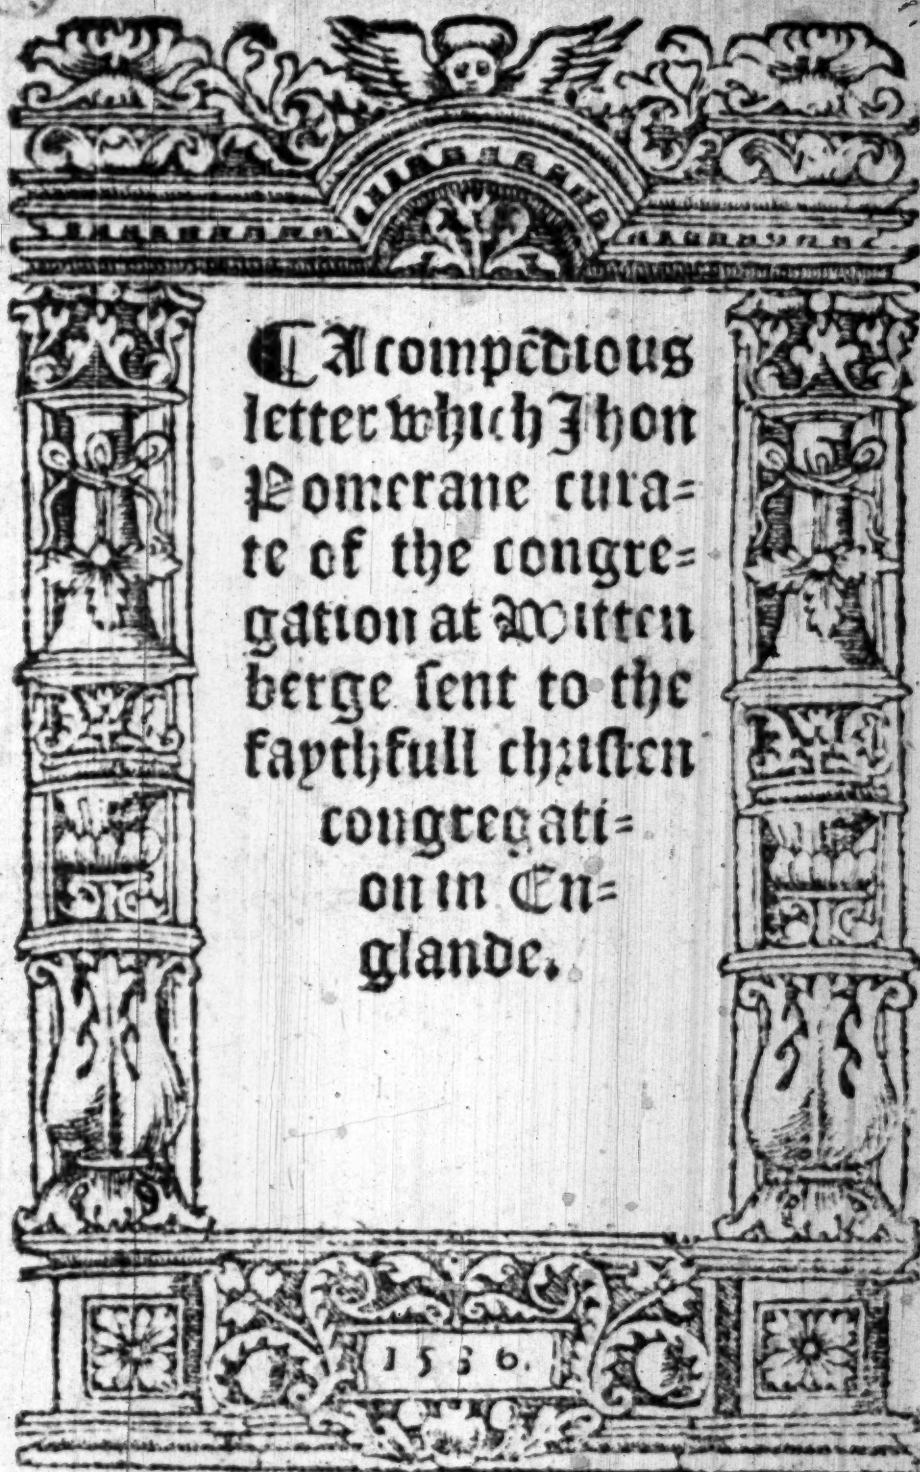 ¶ A compēdious
letter which Jhon
Pomerane cura=
te of the congre=
gation at Witten
berge sent to the
faythfull christen
congregati=
on in En=
glande.
1536.